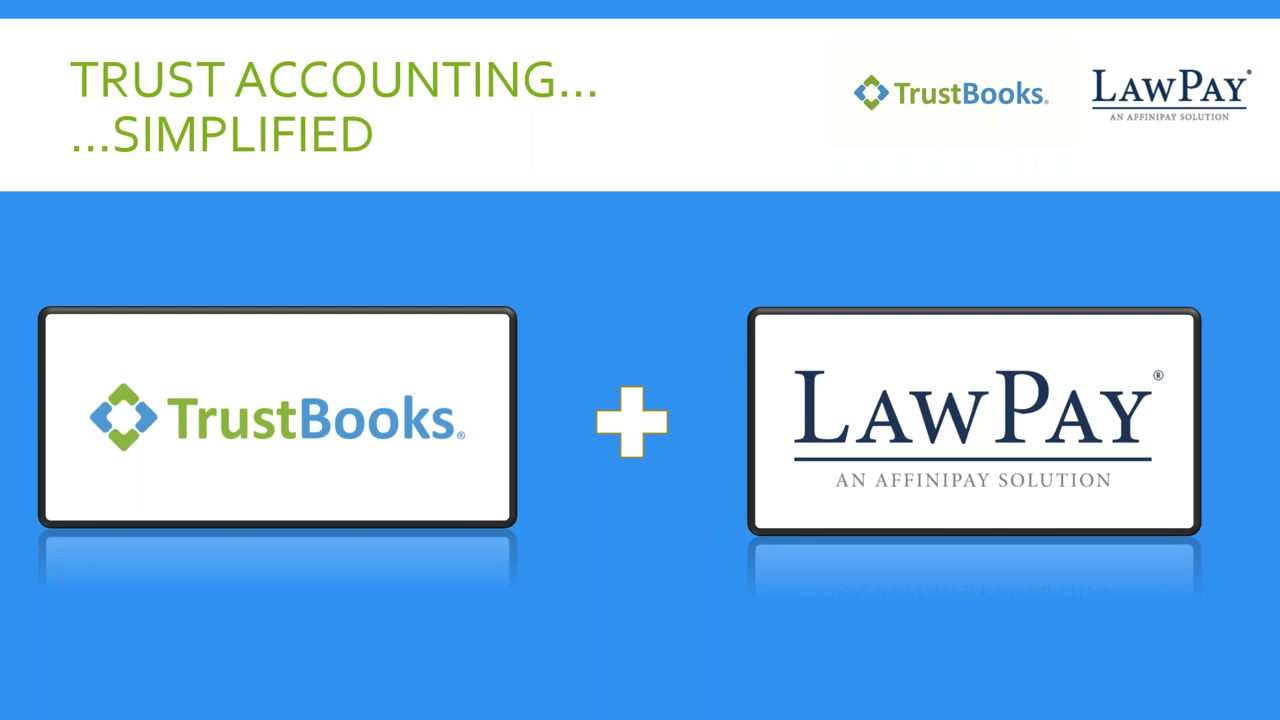 TRUST ACCOUNTING...
...SIMPLIFIED
TrustBooks®
LAWPAY®
AN AFFINIPAY SOLUTION
TrustBooks®
LAWPAY®
AN AFFINIPAY SOLUTION